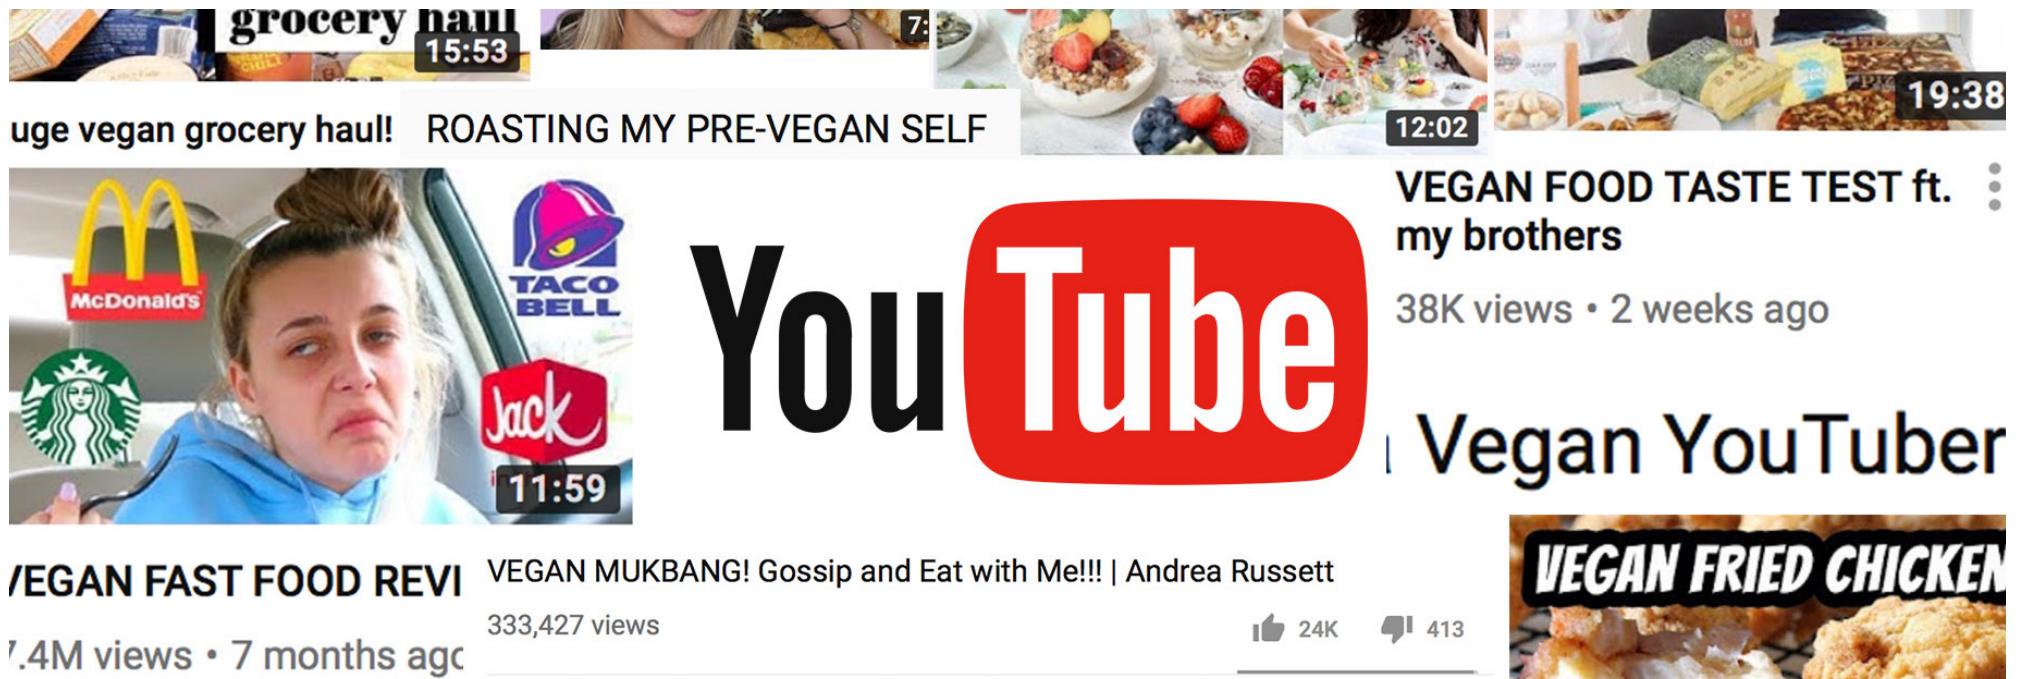 grocery haul
15:53
7:
12:02
19:38
uge vegan grocery haul!
ROASTING MY PRE-VEGAN SELF
VEGAN FOOD TASTE TEST ft.
my brothers
38K views • 2 weeks ago
McDonald's
TACO
BELL
Jack
11:59
YouTube
Vegan YouTuber
VEGAN FAST FOOD REVI
7.4M views • 7 months ago
VEGAN MUKBANG! Gossip and Eat with Me!!! | Andrea Russett
333,427 views
24K
413
VEGAN FRIED CHICKEN